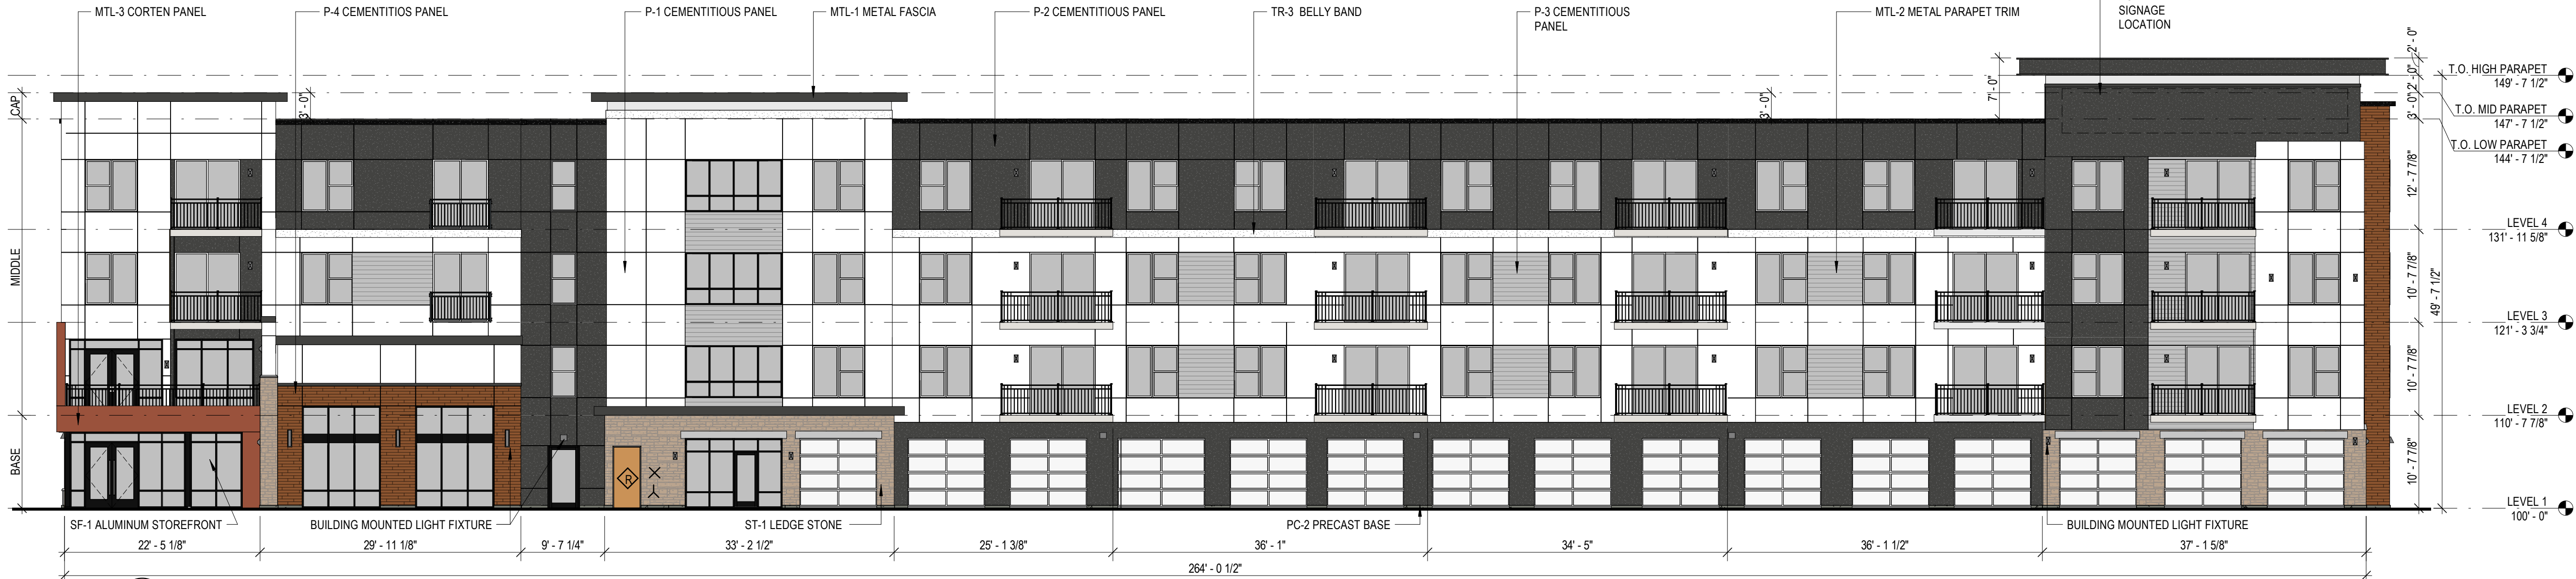 MTL-3 CORTEN PANEL
P-4 CEMENTITIOUS PANEL
P-1 CEMENTITIOUS PANEL
MTL-1 METAL FASCIA
P-2 CEMENTITIOUS PANEL
TR-3 BELLY BAND
P-3 CEMENTITIOUS
PANEL
MTL-2 METAL PARAPET TRIM
SIGNAGE
LOCATION
CAP
MIDDLE
BASE
3' - 0"
3' - 0"
7' - 0"
2' - 0"
2' - 0"
3' - 0"
12' - 7 7/8"
10' - 7 7/8"
10' - 7 7/8"
10' - 7 7/8"
49' - 7 1/2"
T.O. HIGH PARAPET
149' - 7 1/2"
T.O. MID PARAPET
147' - 7 1/2"
T.O. LOW PARAPET
144' - 7 1/2"
LEVEL 4
131' - 11 5/8"
LEVEL 3
121' - 3 3/4"
LEVEL 2
110' - 7 7/8"
LEVEL 1
100' - 0"
R
SF-1 ALUMINUM STOREFRONT
BUILDING MOUNTED LIGHT FIXTURE
ST-1 LEDGE STONE
PC-2 PRECAST BASE
BUILDING MOUNTED LIGHT FIXTURE
22' - 5 1/8"
29' - 11 1/8"
9' - 7 1/4"
33' - 2 1/2"
25' - 1 3/8"
36' - 1"
34' - 5"
36' - 1 1/2"
37' - 1 5/8"
264' - 0 1/2"